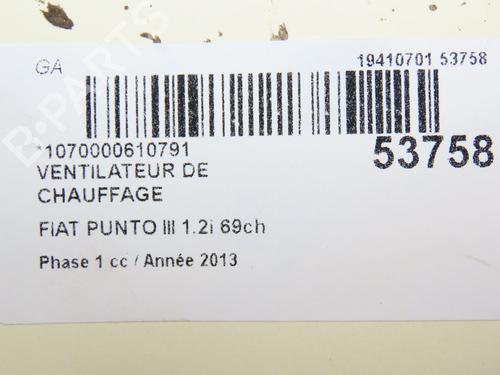 GA
19410701 53758
*1070000610791
53758
VENTILATEUR DE
CHAUFFAGE
FIAT PUNTO III 1.2i 69ch
Phase 1 cc / Année 2013
B-PARTS